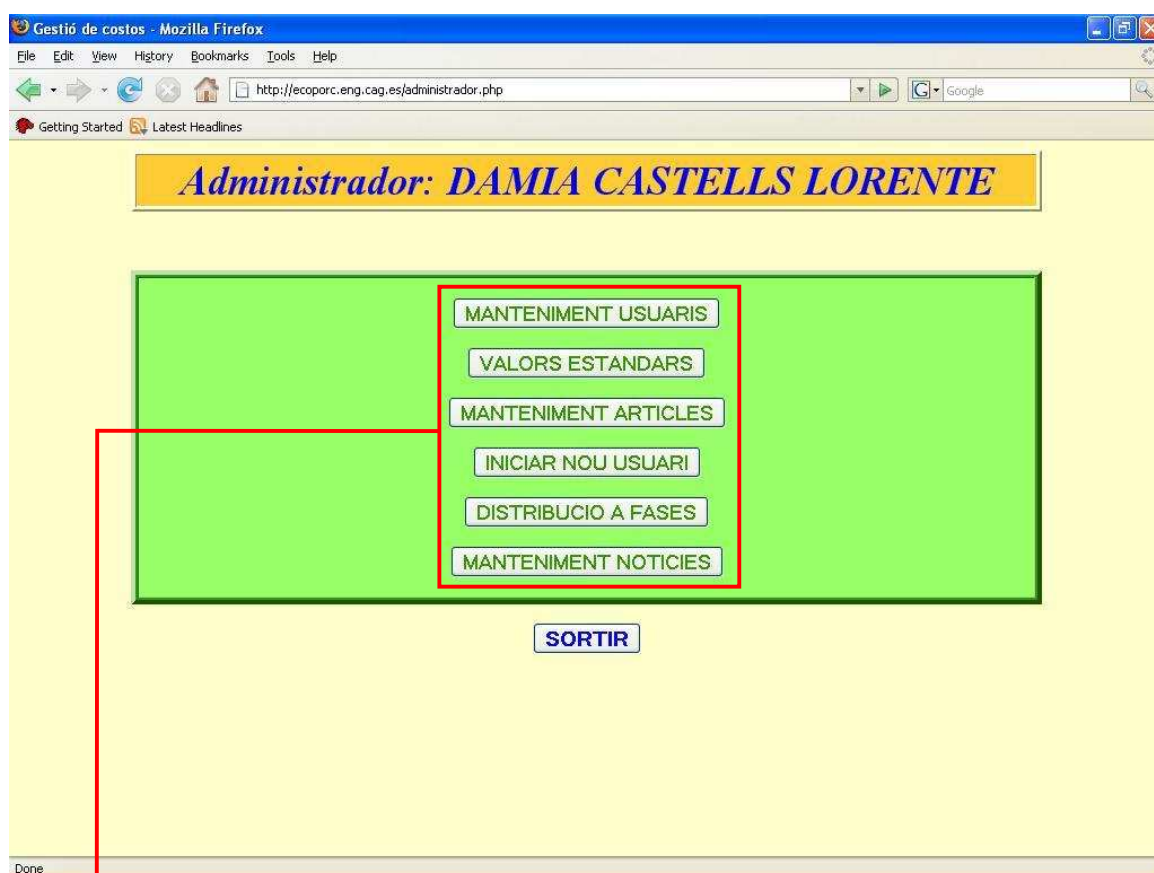 Gestió de costos - Mozilla Firefox
File Edit View History Bookmarks Tools Help
http://ecoporc.eng.cag.es/administrador.php G Google
Getting Started Latest Headlines
Administrador: DAMIA CASTELLS LORENTE
MANTENIMENT USUARIS
VALORS ESTANDARS
MANTENIMENT ARTICLES
INICIAR NOU USUARI
DISTRIBUCIO A FASES
MANTENIMENT NOTICIES
SORTIR
Done